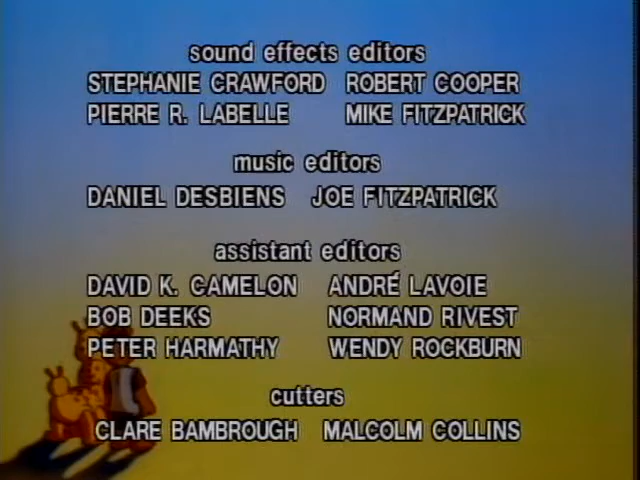 sound effects editors
STEPHANIE CRAWFORD ROBERT COOPER
PIERRE R. LABELLE MIKE FITZPATRICK
music editors
DANIEL DESBIENS JOE FITZPATRICK
assistant editors
DAVID K. CAMELON ANDRÉ LAVOIE
BOB DEEKS NORMAND RIVEST
PETER HARMATHY WENDY ROCKBURN
cutters
CLARE BAMBROUGH MALCOLM COLLINS